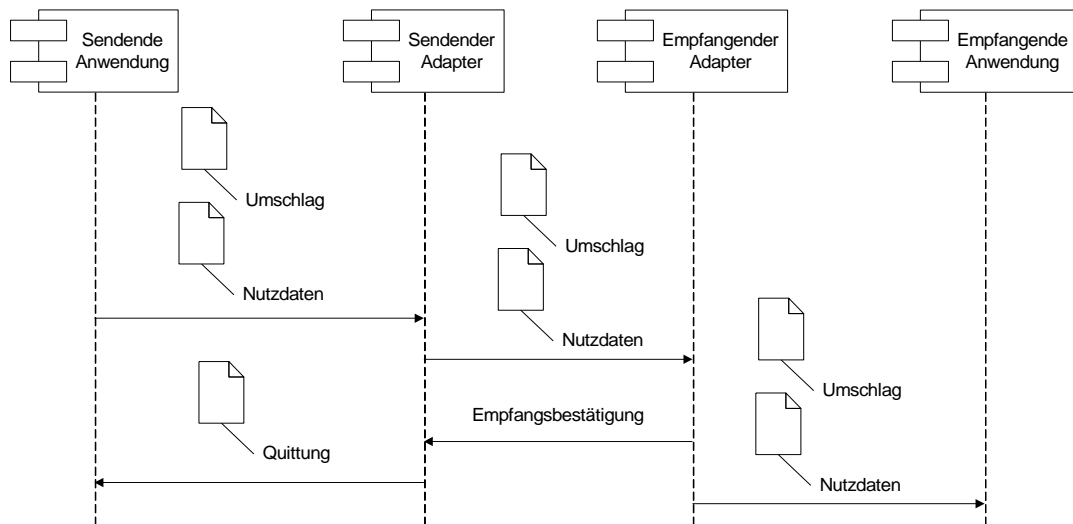 Sendende
Anwendung
Sendender
Adapter
Empfangender
Adapter
Empfangende
Anwendung
Umschlag
Nutzdaten
Umschlag
Nutzdaten
Umschlag
Nutzdaten
Empfangsbestätigung
Quittung